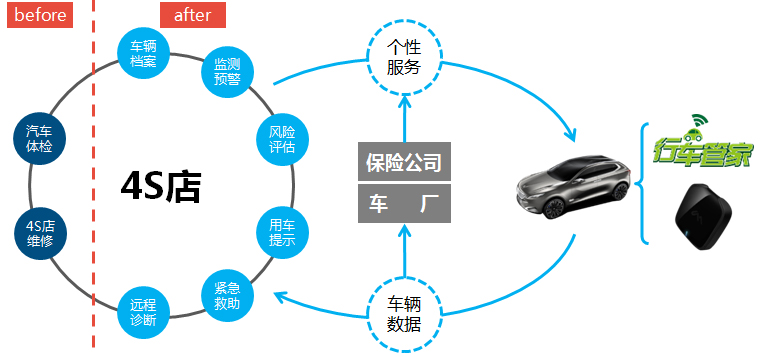 before
after
车辆
档案
监测
预警
汽车
体检
风险
评估
4S店
4S店
维修
用车
提示
远程
诊断
紧急
救助
个性
服务
保险公司
车 厂
车辆
数据
行车管家